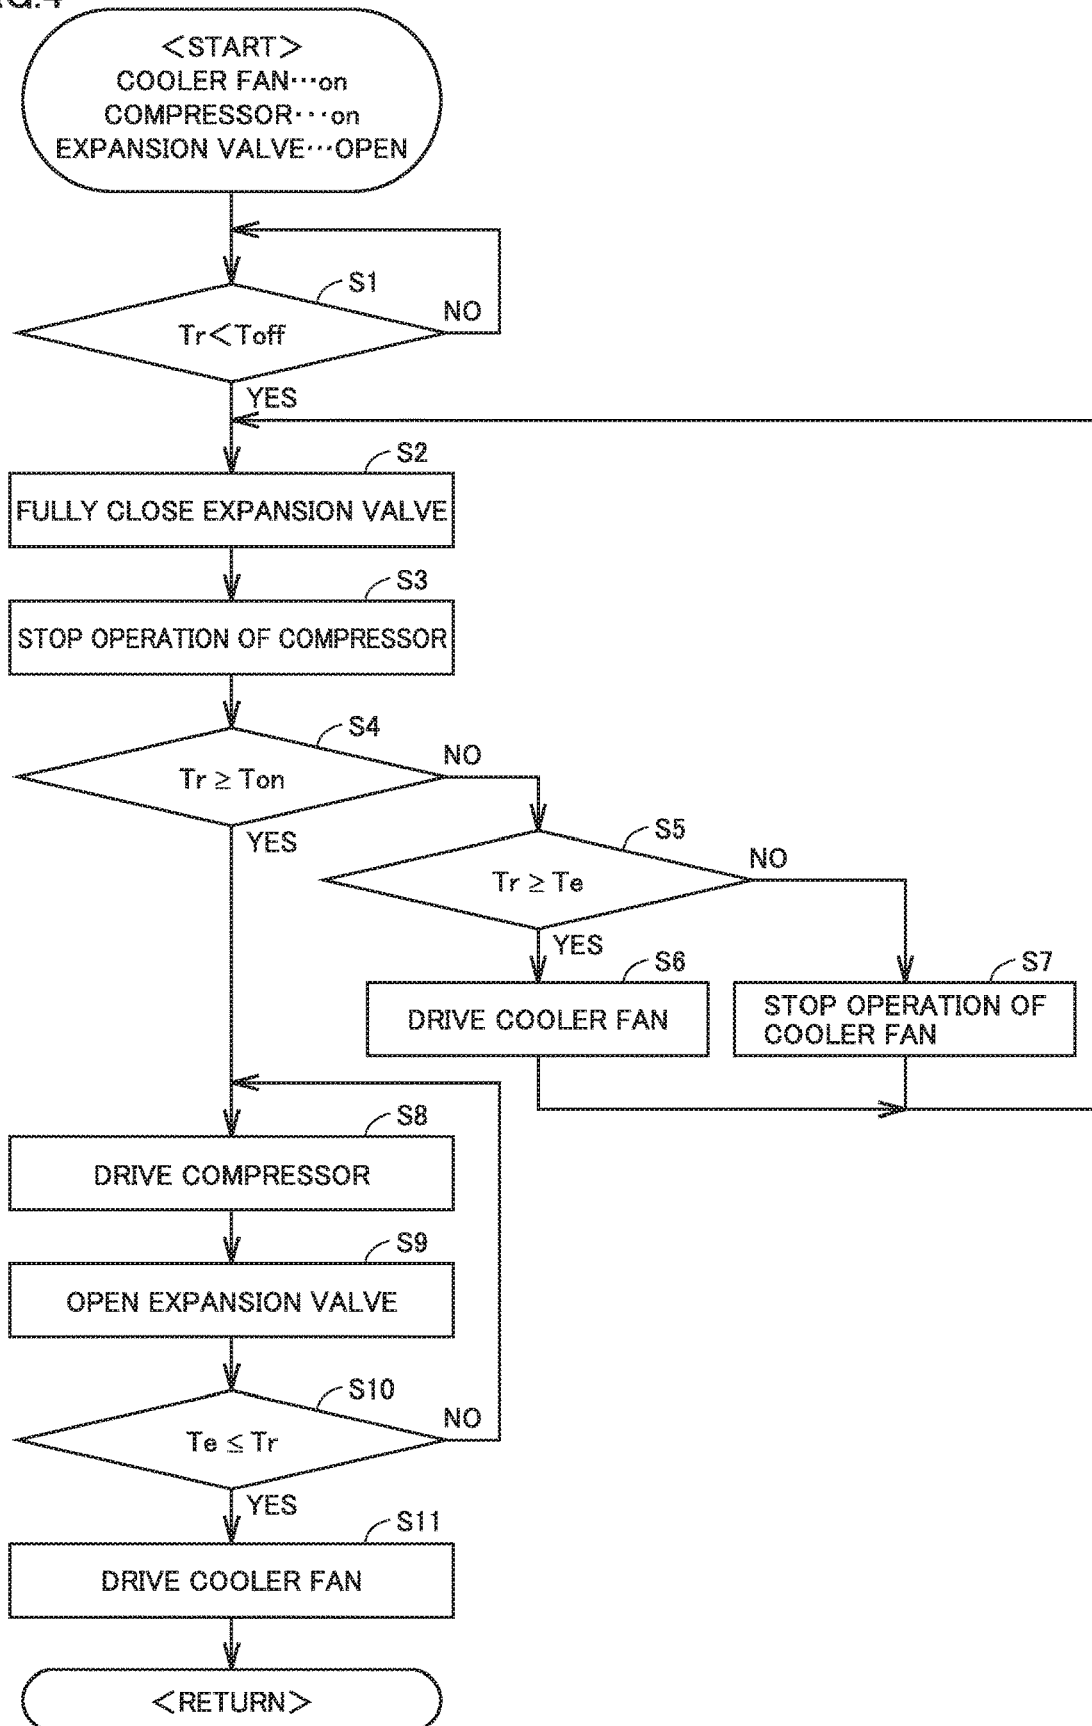 <START>
COOLER FAN···on
COMPRESSOR···on
EXPANSION VALVE···OPEN
S1
NO
Tr<Toff
YES
S2
FULLY CLOSE EXPANSION VALVE
S3
STOP OPERATION OF COMPRESSOR
S4
NO
Tr ≥ Ton
YES
S5
NO
Tr ≥ Te
YES
S6
DRIVE COOLER FAN
S7
STOP OPERATION OF
COOLER FAN
S8
DRIVE COMPRESSOR
S9
OPEN EXPANSION VALVE
S10
NO
Te ≤ Tr
YES
S11
DRIVE COOLER FAN
<RETURN>